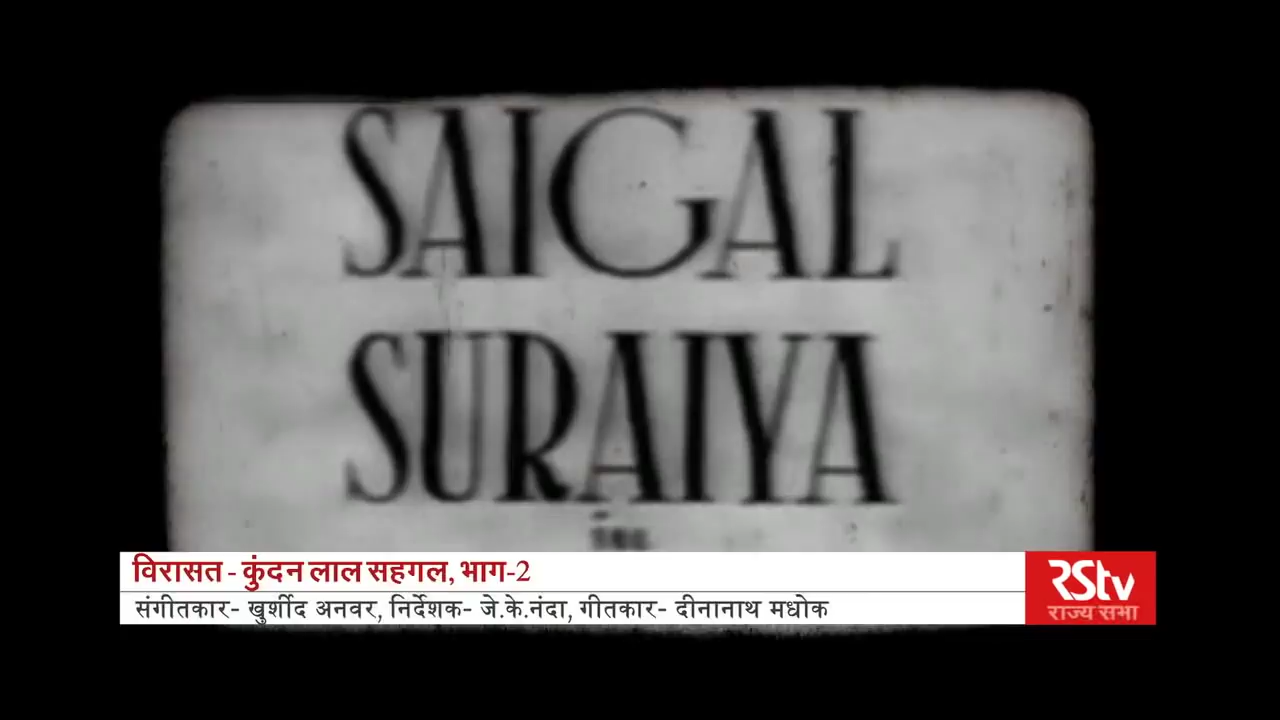 SAIGAL
SURAIYA
विरासत - कुंदन लाल सहगल, भाग-2
संगीतकार- खुर्शीद अनवर, निर्देशक- जे.के.नंदा, गीतकार- दीनानाथ मधोक
RStv
राज्य सभा